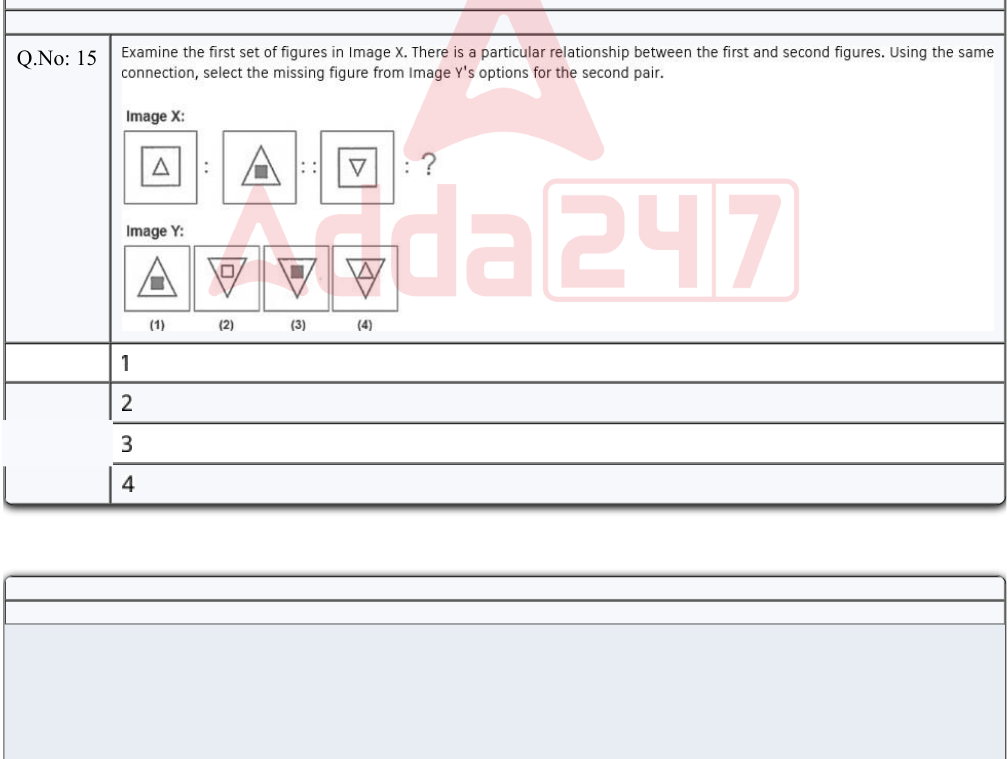 Q.No: 15
Examine the first set of figures in Image X. There is a particular relationship between the first and second figures. Using the same
connection, select the missing figure from Image Y's options for the second pair.
Image X:
: :: : ?
Image Y:
(1) (2) (3) (4)
Adda247
1
2
3
4